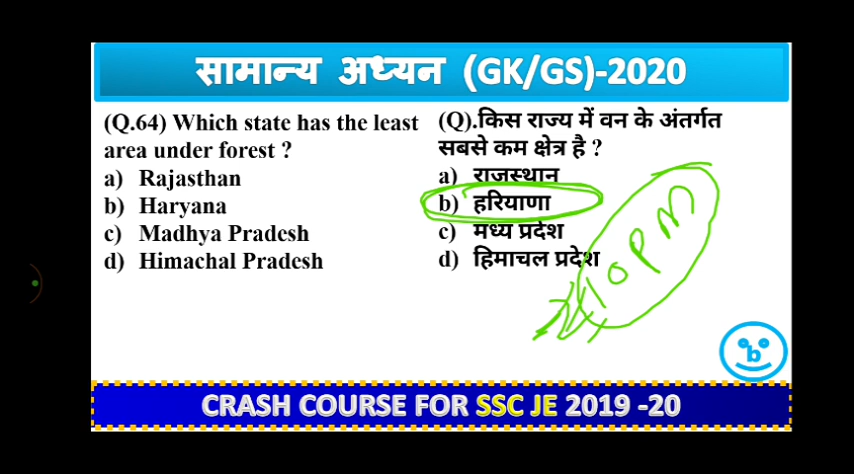 सामान्य अध्यन (GK/GS)-2020
(Q.64) Which state has the least
area under forest ?
a) Rajasthan
b) Haryana
c) Madhya Pradesh
d) Himachal Pradesh
(Q).किस राज्य में वन के अंतर्गत
सबसे कम क्षेत्र है ?
a) राजस्थान
b) हरियाणा
c) मध्य प्रदेश
d) हिमाचल प्रदेश
10 PM
b
CRASH COURSE FOR SSC JE 2019 -20